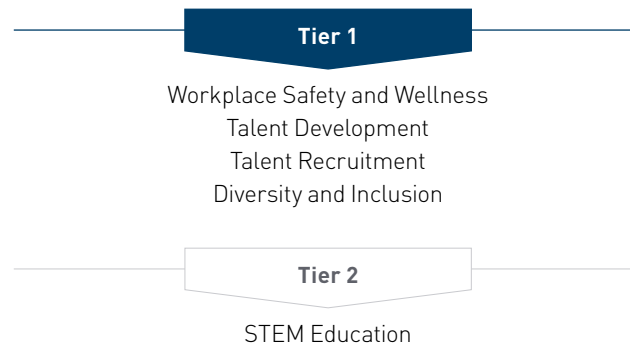 Tier 1
Workplace Safety and Wellness
Talent Development
Talent Recruitment
Diversity and Inclusion
Tier 2
STEM Education